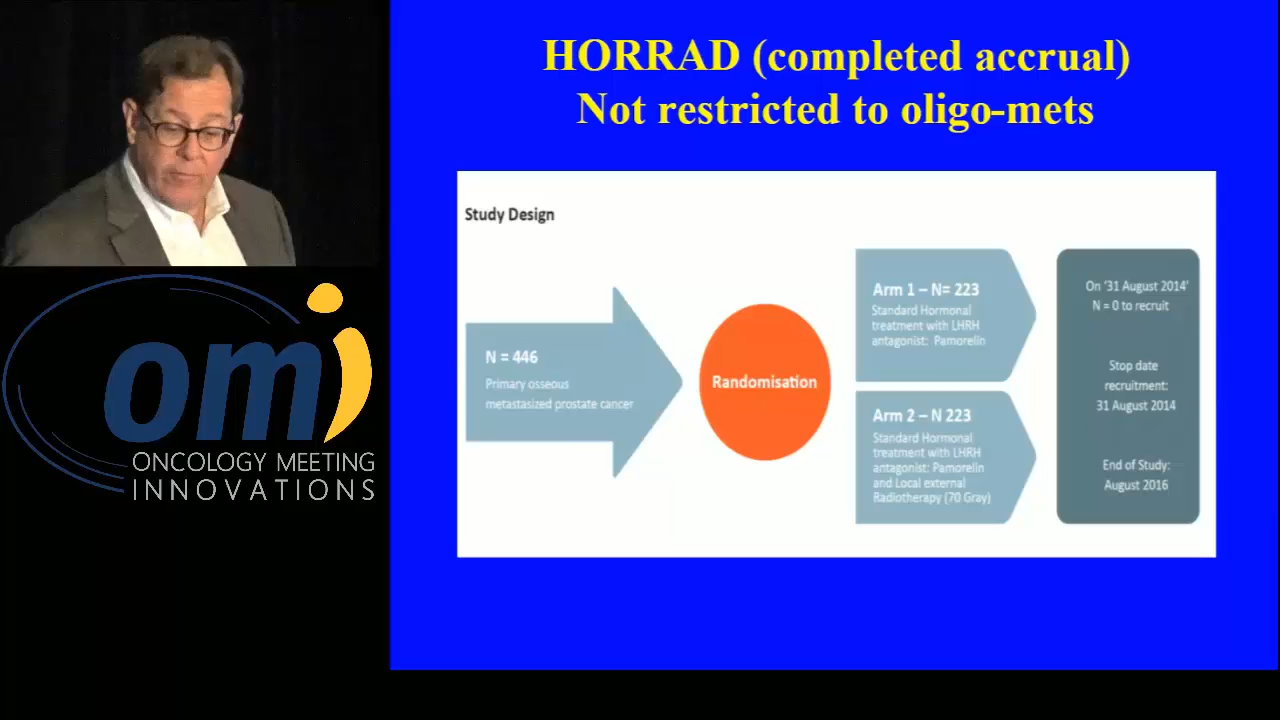 HORRAD (completed accrual)
Not restricted to oligo-mets
Study Design
N = 446
Primary osseous
metastasized prostate cancer
Randomisation
Arm 1 – N= 223
Standard Hormonal
treatment with LHRH
antagonist: Pamorelin
Arm 2 – N 223
Standard Hormonal
treatment with LHRH
antagonist: Pamorelin
and Local external
Radiotherapy (70 Gray)
On '31 August 2014'
N = 0 to recruit
Stop date
recruitment:
31 August 2014
End of Study:
August 2016
omi
ONCOLOGY MEETING
INNOVATIONS